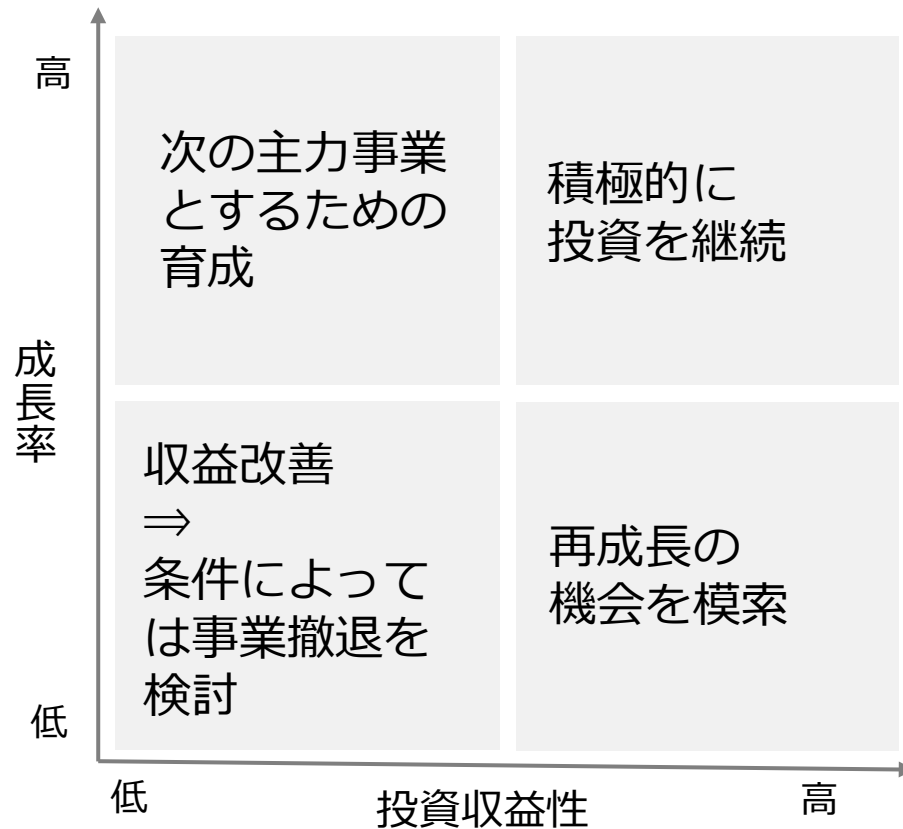 高
次の主力事業
とするための
育成
積極的に
投資を継続
成長率
収益改善
⇒
条件によって
は事業撤退を
検討
再成長の
機会を模索
低
低
投資収益性
高